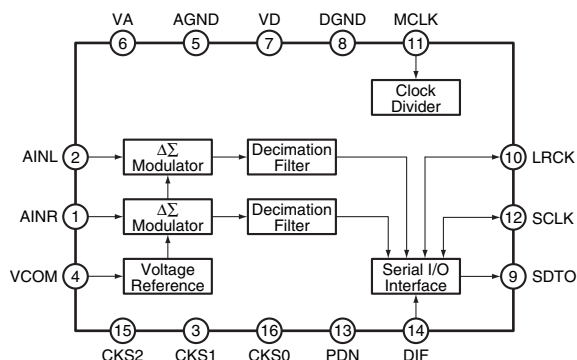 VA AGND VD DGND MCLK
6 5 7 8 11
Clock
Divider
AINL 2 ΔΣ
Modulator
Decimation
Filter
10 LRCK
AINR 1 ΔΣ
Modulator
Decimation
Filter
12 SCLK
VCOM 4 Voltage
Reference
Serial I/O
Interface
9 SDTO
15 3 16 13 14
CKS2 CKS1 CKS0 PDN DIF